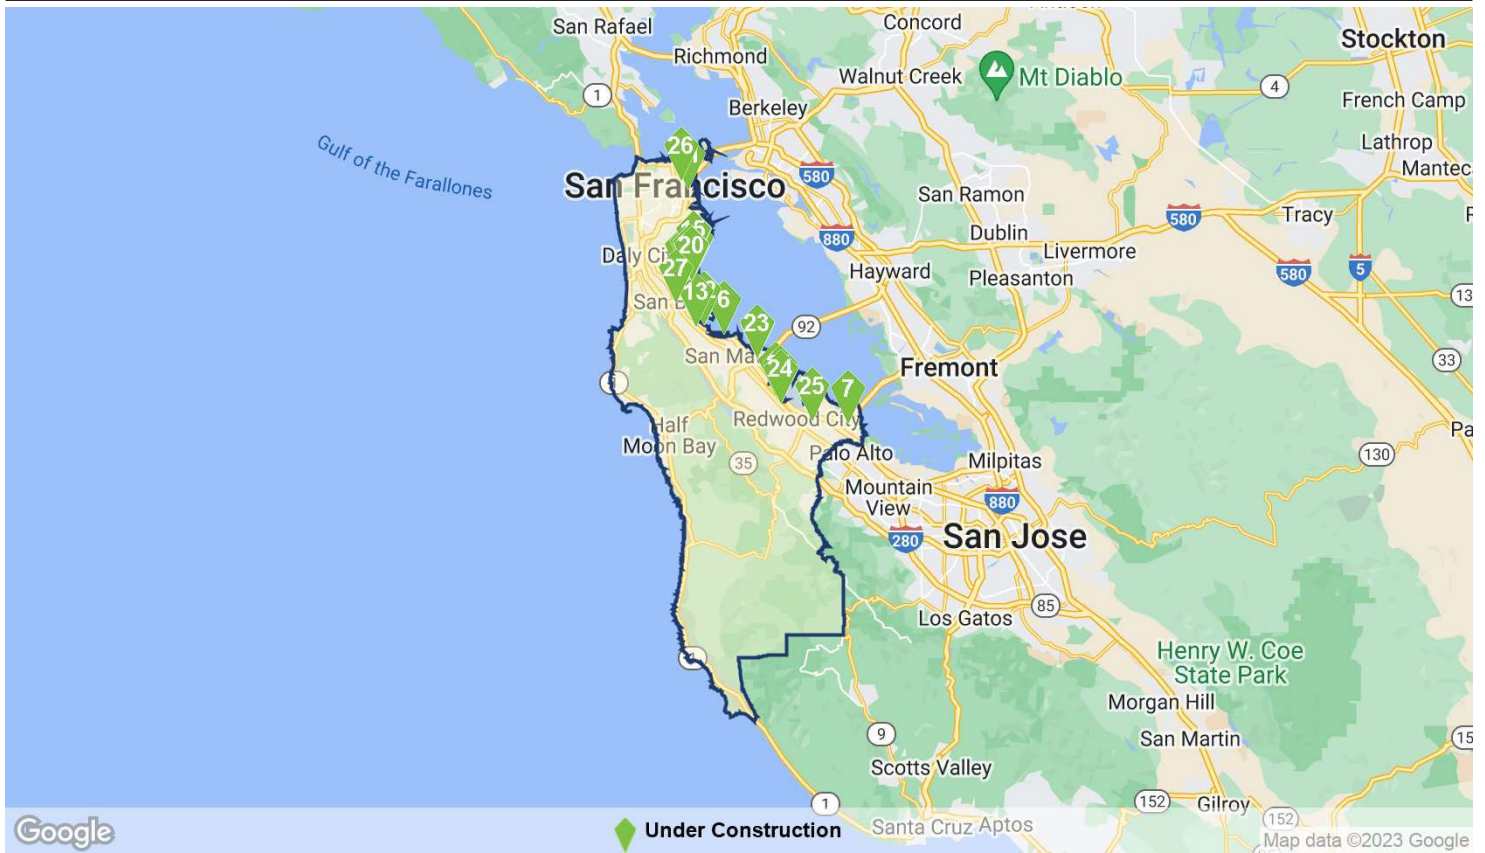 San Rafael
Concord
Stockton
Richmond
Walnut Creek
Mt Diablo
1
4
French Camp
Berkeley
Lathrop
Gulf of the Farallones
26
Mantec
580
San Francisco
San Ramon
580
Tracy
Dublin
15
880
Livermore
20
Daly Ci
5
27
Hayward
Pleasanton
580
13
San B
13
6
23
92
San Ma
Fremont
33
24
25
7
Redwood City
Half
Moon Bay
Pa
Palo Alto
130
35
Milpitas
Mountain
View
880
280
San Jose
85
Los Gatos
Henry W. Coe
State Park
Morgan Hill
9
San Martin
15
Scotts Valley
1
152
Gilroy
Google
Under Construction
Santa Cruz
Aptos
152
Map data ©2023 Google